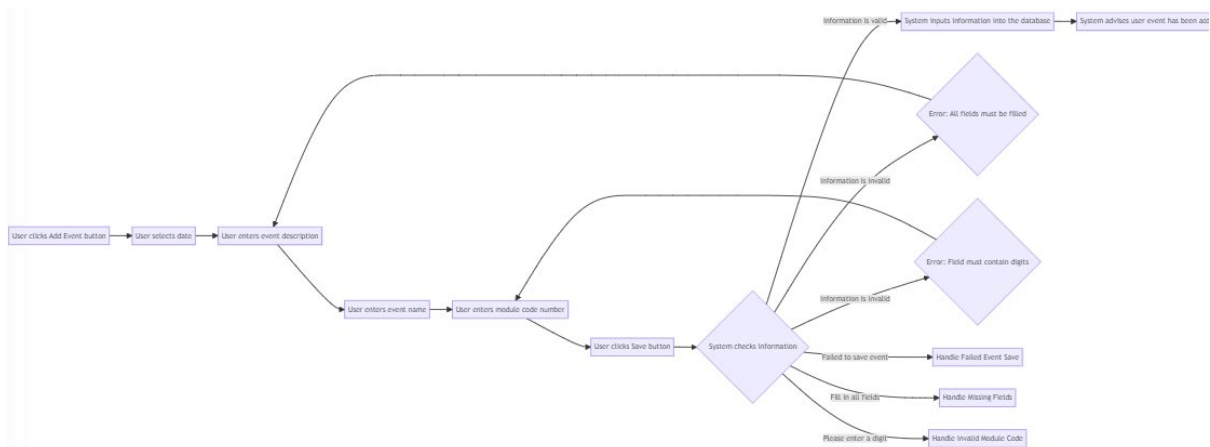 Information is valid
System inputs information into the database
System advises user event has been
Error: All fields must be filled
Information is invalid
User clicks Add Event button
User selects date
User enters event description
Error: Field must contain digits
Information is invalid
User enters event name
User enters module code number
User clicks Save button
System checks information
Failed to save event
Handle Failed Event Save
Fill in all fields
Handle Missing Fields
Please enter a digit
Handle Invalid Module Code